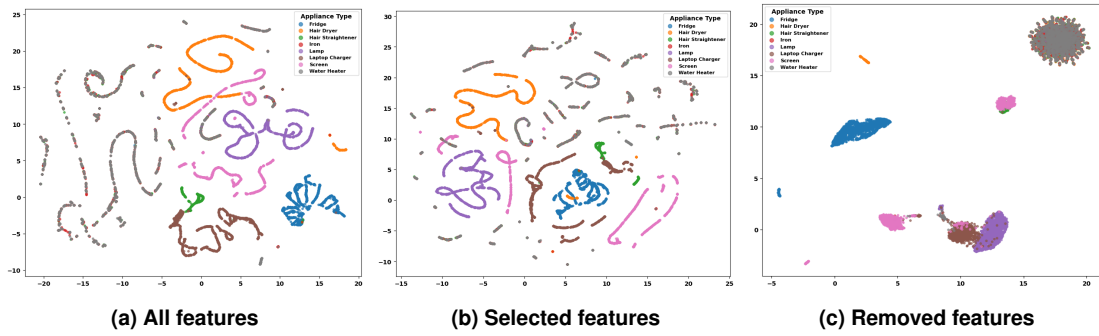 25
20
15
10
5
0
−5
−10
−20
−15
−10
−5
0
5
10
15
20
Appliance Type
Fridge
Hair Dryer
Hair Straightener
Iron
Lamp
Laptop Charger
Screen
Water Heater
(a) All features
30
25
20
15
10
5
0
−5
−10
−15
−10
−5
0
5
10
15
20
25
Appliance Type
Fridge
Hair Dryer
Hair Straightener
Iron
Lamp
Laptop Charger
Screen
Water Heater
(b) Selected features
20
15
10
5
0
−5
0
5
10
15
20
Appliance Type
Fridge
Hair Dryer
Hair Straightener
Iron
Lamp
Laptop Charger
Screen
Water Heater
(c) Removed features